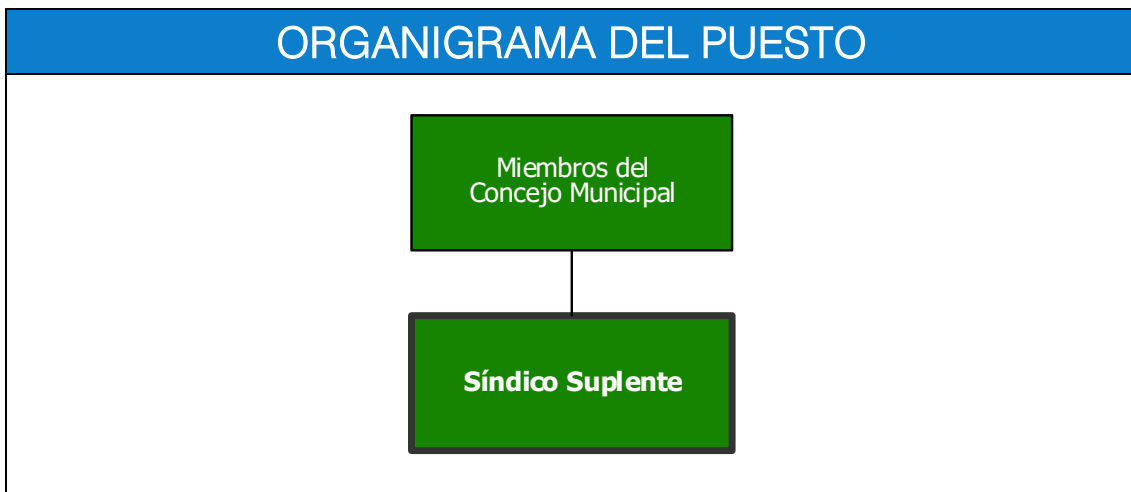 ORGANIGRAMA DEL PUESTO
Miembros del
Concejo Municipal
Síndico Suplente